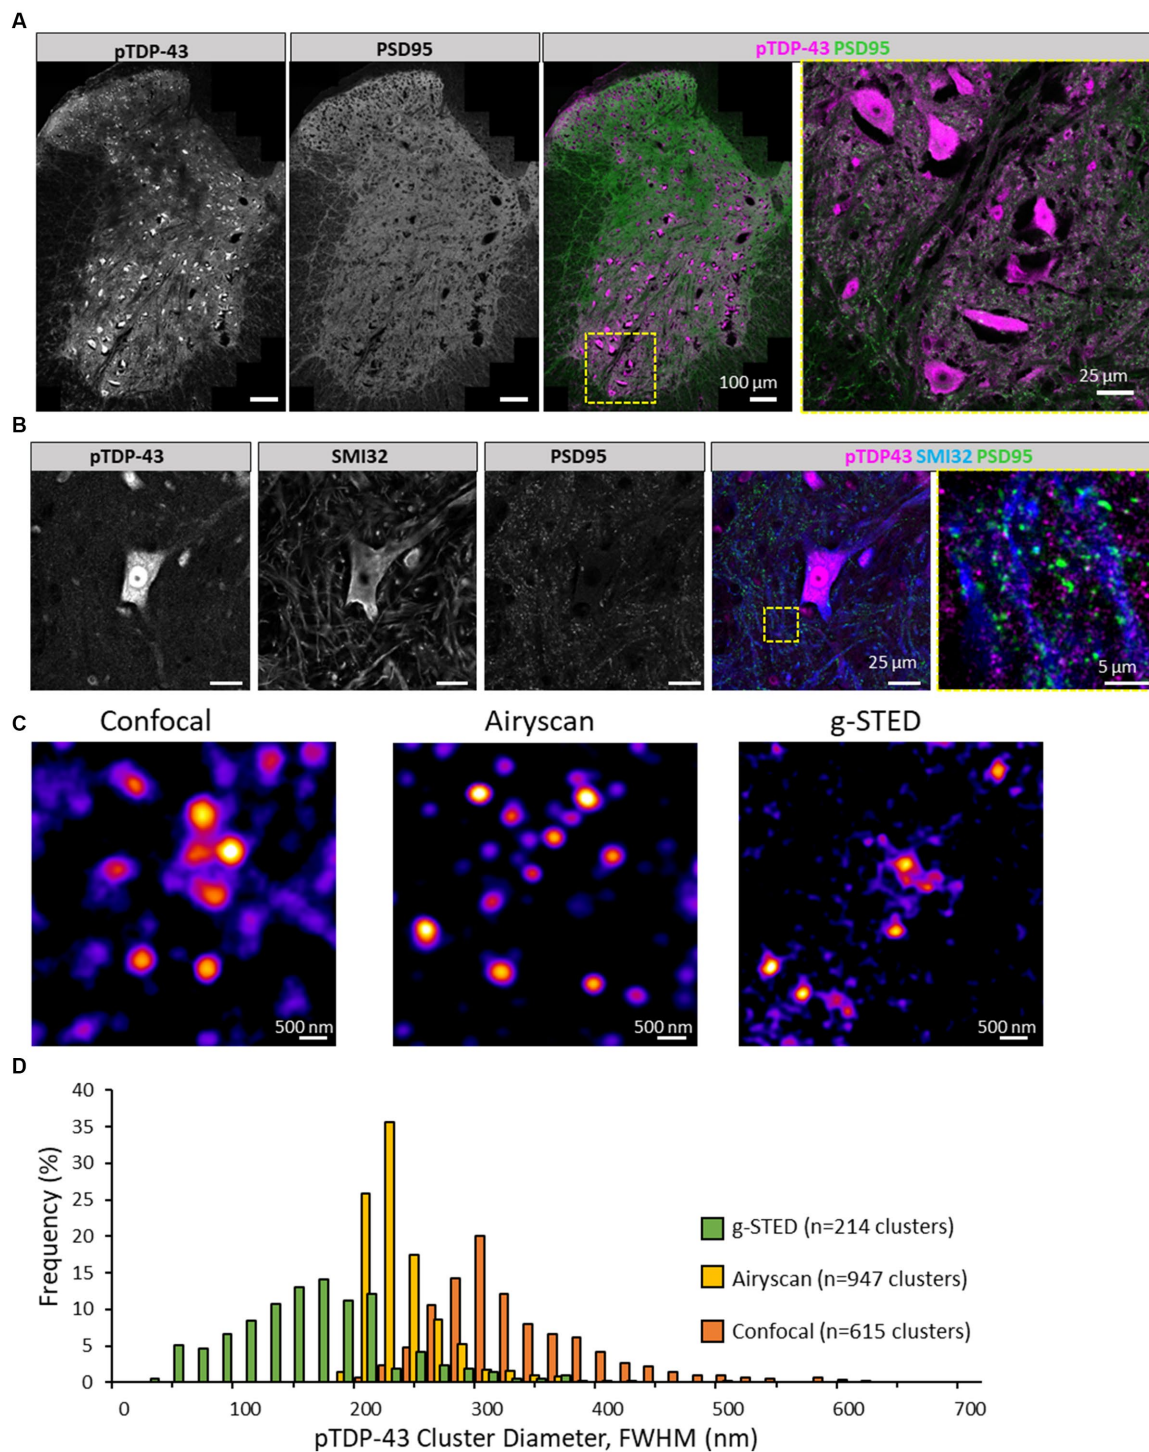 A
pTDP-43 PSD95 pTDP-43 PSD95
100 µm 25 µm
B
pTDP-43 SMI32 PSD95 pTDP43 SMI32 PSD95
25 µm 5 µm
C
Confocal Airyscan g-STED
500 nm 500 nm 500 nm
D
40
35
30
25
20
15
10
5
0
Frequency (%)
g-STED (n=214 clusters)
Airyscan (n=947 clusters)
Confocal (n=615 clusters)
0 100 200 300 400 500 600 700
pTDP-43 Cluster Diameter, FWHM (nm)